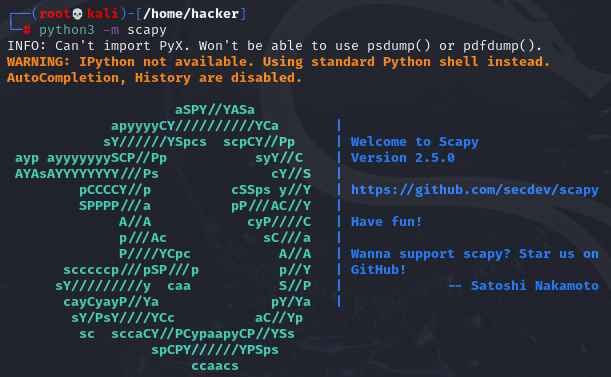 ┌──(root💀kali)-[/home/hacker]
└─# python3 -m scapy
INFO: Can't import PyX. Won't be able to use psdump() or pdfdump().
WARNING: IPython not available. Using standard Python shell instead.
AutoCompletion, History are disabled.
                     aSPY//YASa
             apyyyyCY//////////YCa       |
            sY//////YSpcs  scpCY//Pp     | Welcome to Scapy
 ayp ayyyyyyySCP//Pp           syY//C    | Version 2.5.0
 AYAsAYYYYYYYY///Ps              cY//S   |
         pCCCCY//p          cSSps y//Y   | https://github.com/secdev/scapy
         SPPPP///a          pP///AC//Y   |
              A//A            cyP////C   | Have fun!
              p///Ac            sC///a   |
              P////YCpc           A//A   | Wanna support scapy? Star us on
       scccccp///pSP///p          p//Y   | GitHub!
      sY/////////y  caa           S//P   |             -- Satoshi Nakamoto
       cayCyayP//Ya              pY/Ya   |
        sY/PsY////YCc          aC//Yp
         sc  sccaCY//PCypaapyCP//YSs
                  spCPY//////YPSps
                       ccaacs